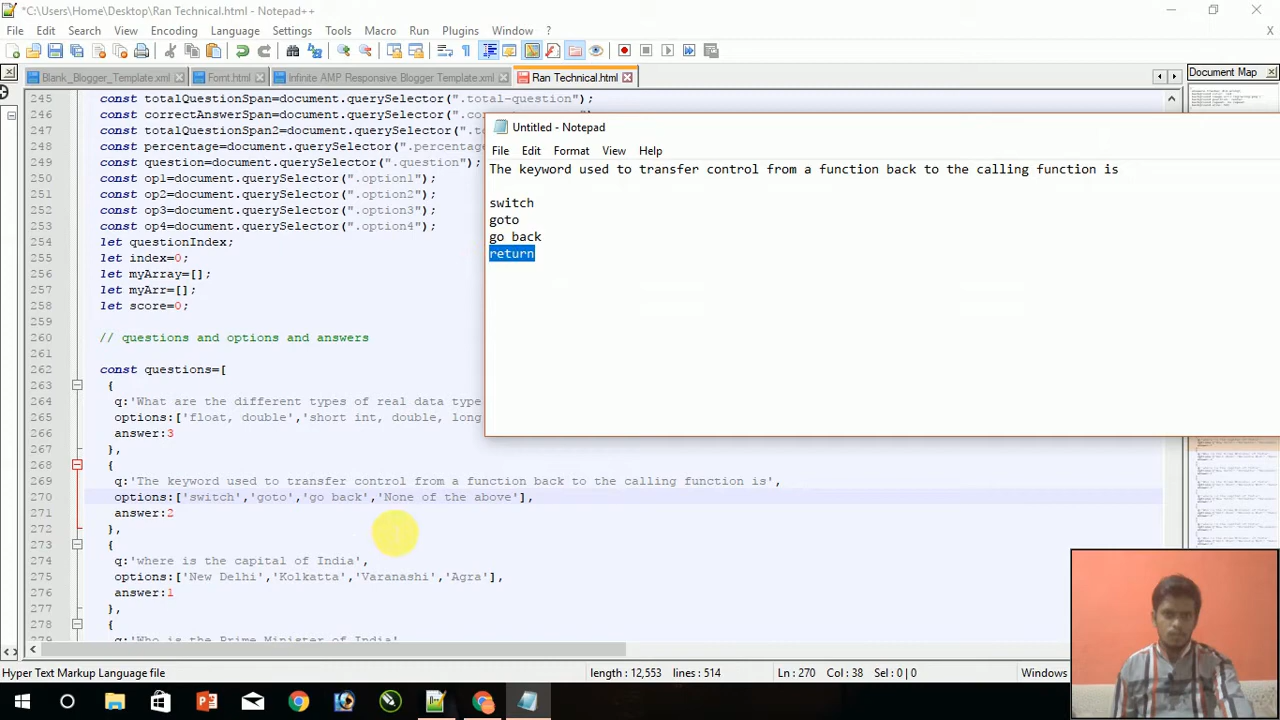 *C:\Users\Home\Desktop\Ran Technical.html - Notepad++
File Edit Search View Encoding Language Settings Tools Macro Run Plugins Window ? X
Blank_Blogger_Template.xml Font.html Infinite AMP Responsive Blogger Template.xml Ran Technical.html Document Map
245 const totalQuestionSpan=document.querySelector(".total-question");
246 const correctAnswerSpan=document.querySelector(".co
247 const totalQuestionSpan2=document.querySelector(".to
248 const percentage=document.querySelector(".percentage
249 const question=document.querySelector(".question");
250 const op1=document.querySelector(".option1");
251 const op2=document.querySelector(".option2");
252 const op3=document.querySelector(".option3");
253 const op4=document.querySelector(".option4");
254 let questionIndex;
255 let index=0;
256 let myArray=[];
257 let myArr=[];
258 let score=0;
259
260 // questions and options and answers
261
262 const questions=[
263 {
264 q:'What are the different types of real data type
265 options:['float, double','short int, double, long
266 answer:3
267 },
268 {
269 q:'The keyword used to transfer control from a function back to the calling function is',
270 options:['switch','goto','go back','None of the above'],
271 answer:2
272 },
273 {
274 q:'where is the capital of India',
275 options:['New Delhi','Kolkatta','Varanashi','Agra'],
276 answer:1
277 },
278 {
279 q:'Who is the Prime Minister of India'
Untitled - Notepad
File Edit Format View Help
The keyword used to transfer control from a function back to the calling function is
switch
goto
go back
return
Hyper Text Markup Language file length : 12,553 lines : 514 Ln : 270 Col : 38 Sel : 0 | 0 Windows